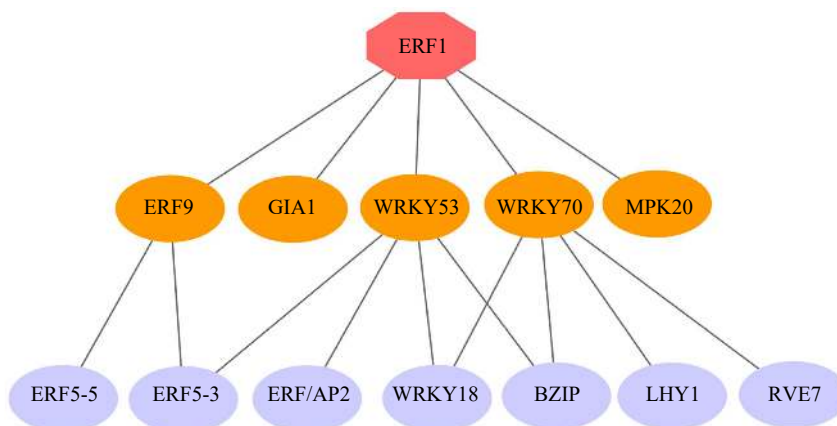 ERF1
ERF9 GIA1 WRKY53 WRKY70 MPK20
ERF5-5 ERF5-3 ERF/AP2 WRKY18 BZIP LHY1 RVE7